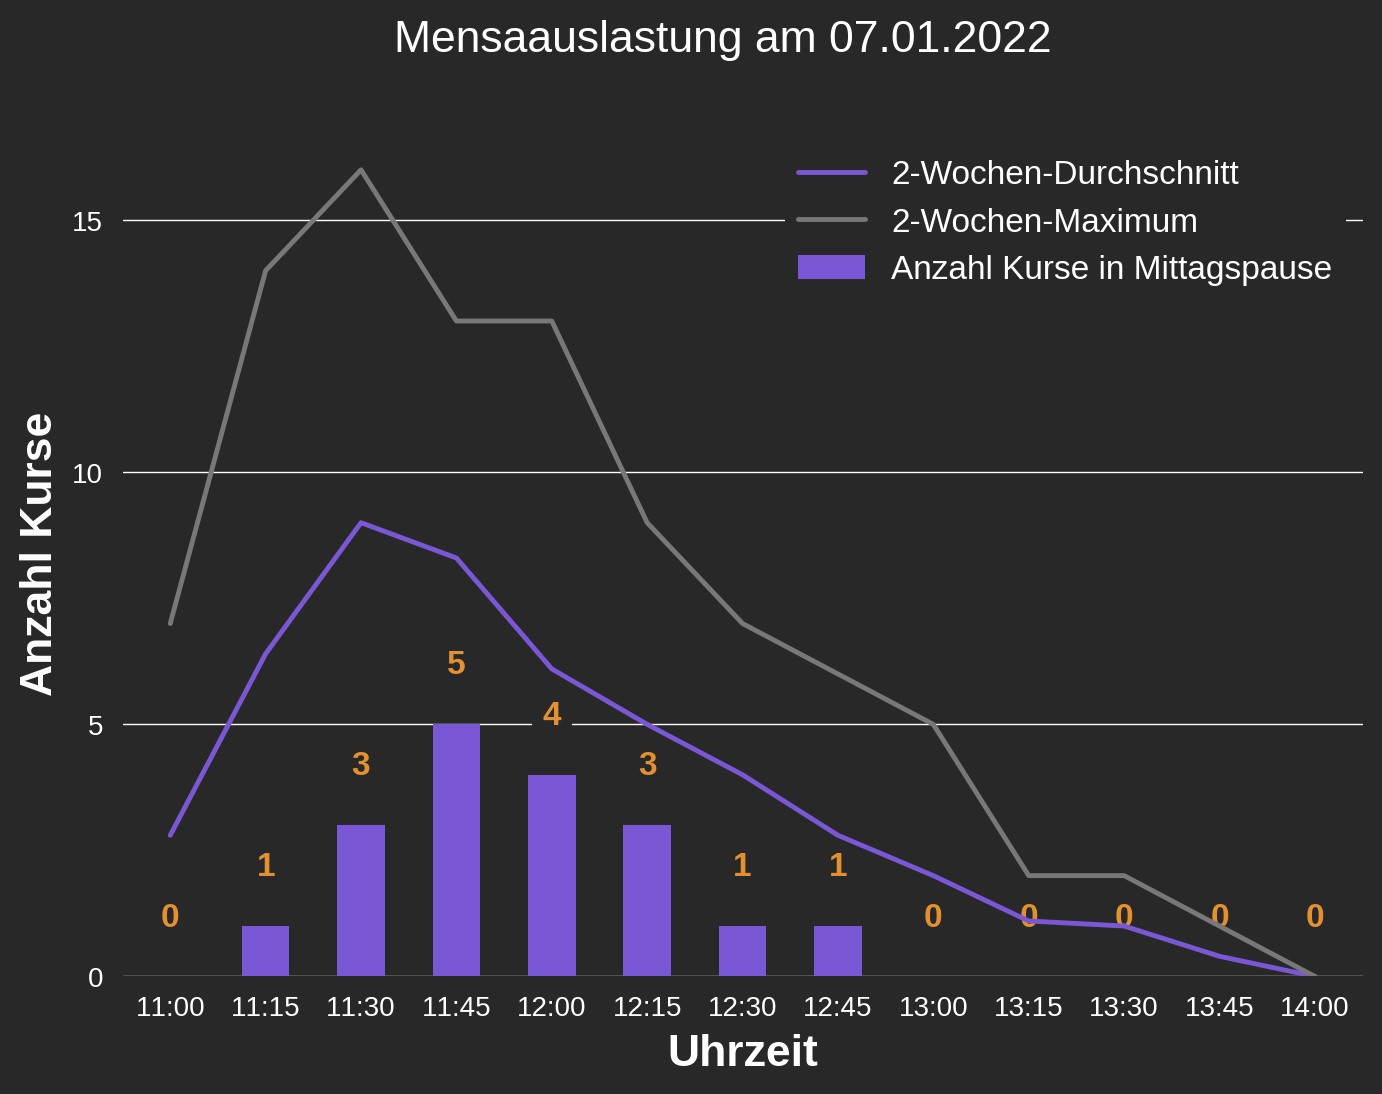 Mensaauslastung am 07.01.2022
2-Wochen-Durchschnitt
2-Wochen-Maximum
Anzahl Kurse in Mittagspause
Anzahl Kurse
15
10
5
0
0
1
3
5
4
3
1
1
0
0
0
0
0
11:00 11:15 11:30 11:45 12:00 12:15 12:30 12:45 13:00 13:15 13:30 13:45 14:00
Uhrzeit